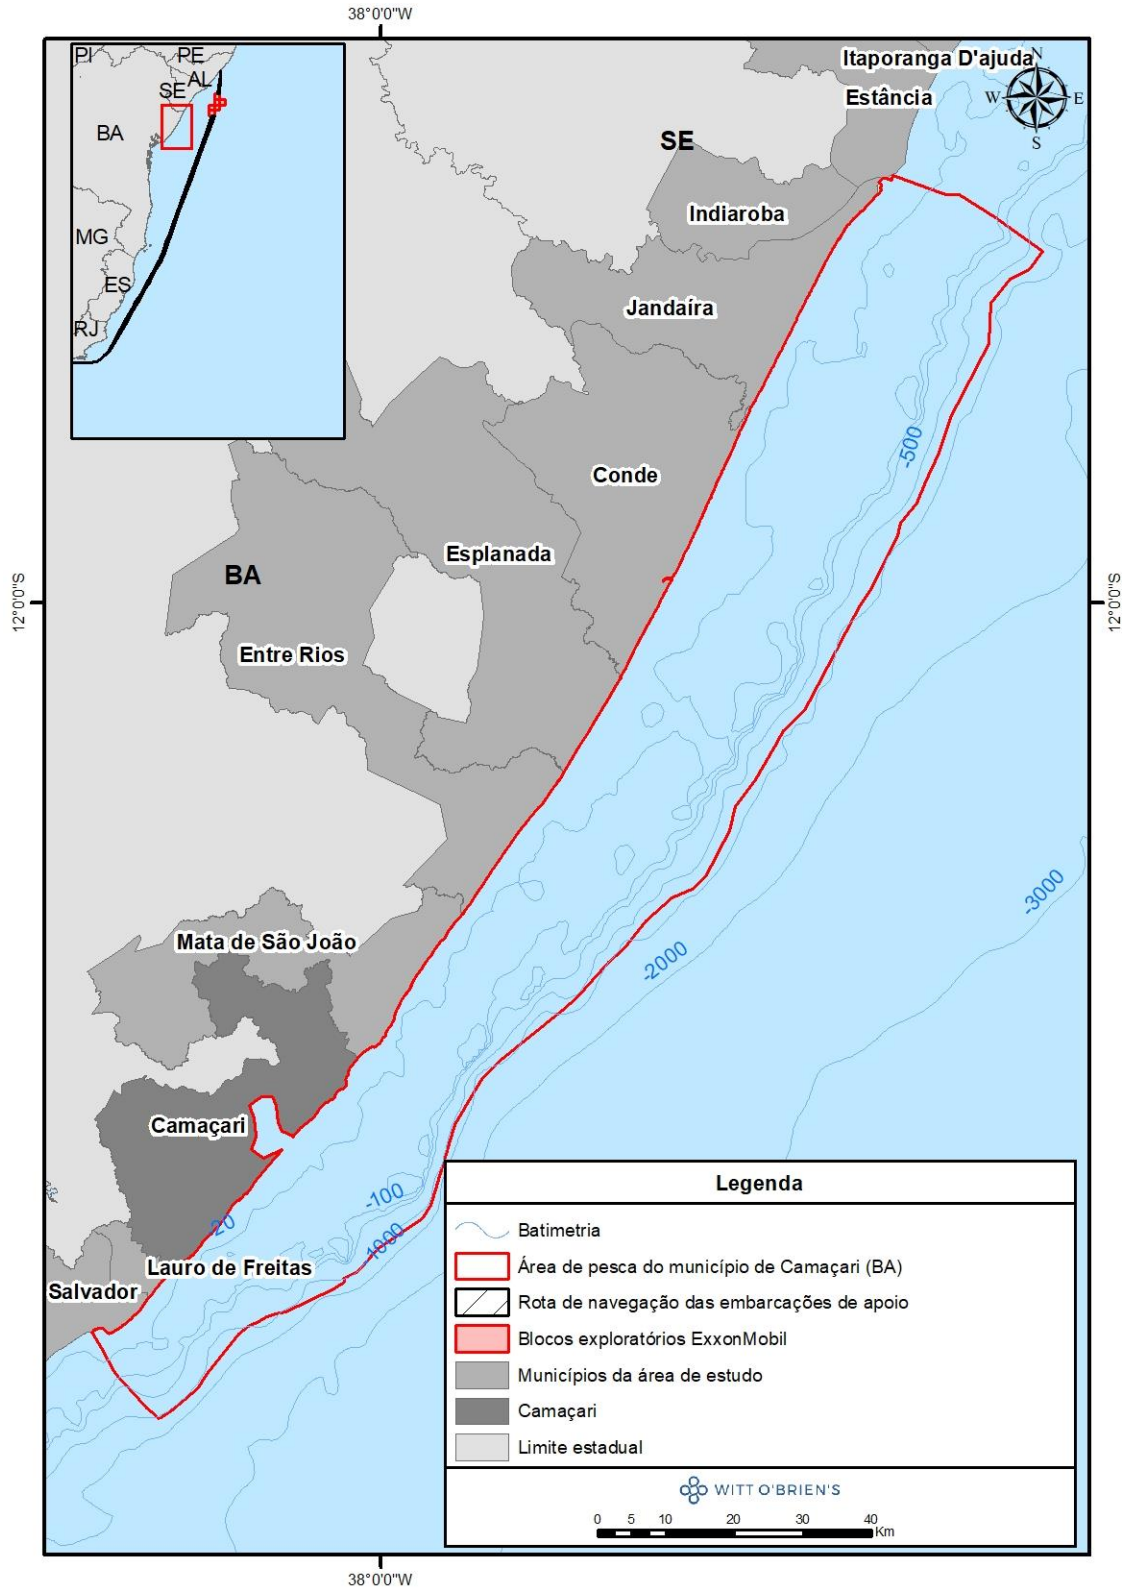 38°0'0"W
PI
PE
AL
SE
BA
MG
ES
RJ
Itaporanga D'ajuda
N
W
E
S
Estância
SE
Indiaroba
Jandaíra
-500
Conde
Esplanada
BA
12°0'0"S
12°0'0"S
Entre Rios
-3000
Mata de São João
-2000
Camaçari
-100
-20
-1000
Lauro de Freitas
Salvador
Legenda
Batimetria
Área de pesca do município de Camaçari (BA)
Rota de navegação das embarcações de apoio
Blocos exploratórios ExxonMobil
Municípios da área de estudo
Camaçari
Limite estadual
WITT O'BRIEN'S
0 5 10 20 30 40
Km
38°0'0"W